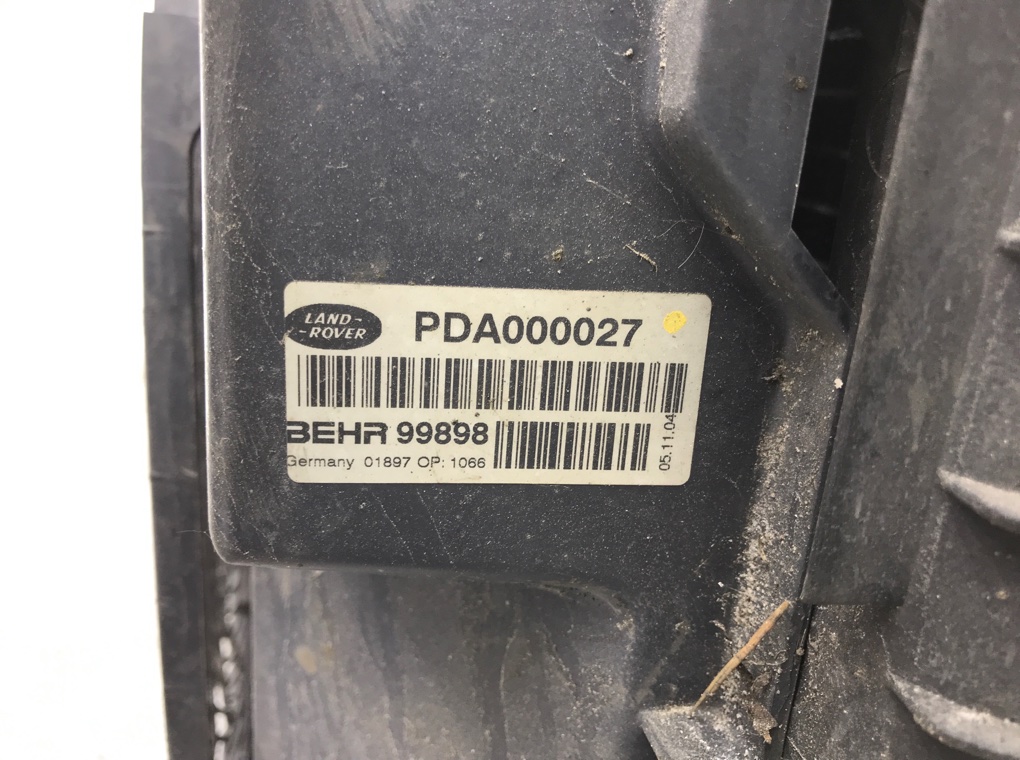 LAND-
-ROVER
PDA000027
BEHR 99898
Germany 01897 OP: 1066
05.11.04